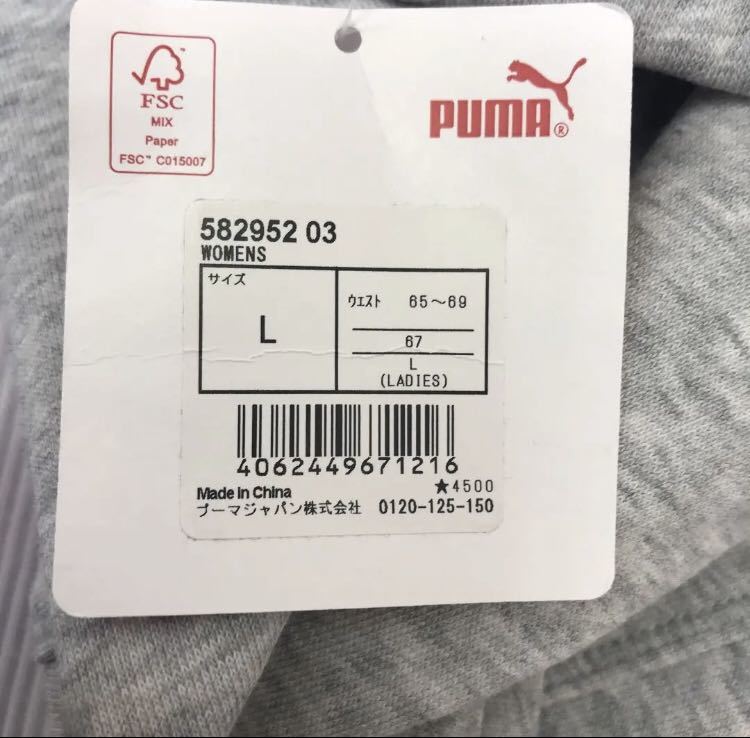 FSC
MIX
Paper
FSC™ C015007
PUMA®
582952 03
WOMENS
サイズ
L
ウエスト 65～69
67
L
(LADIES)
4062449671216
★4500
Made in China
プーマジャパン株式会社 0120-125-150